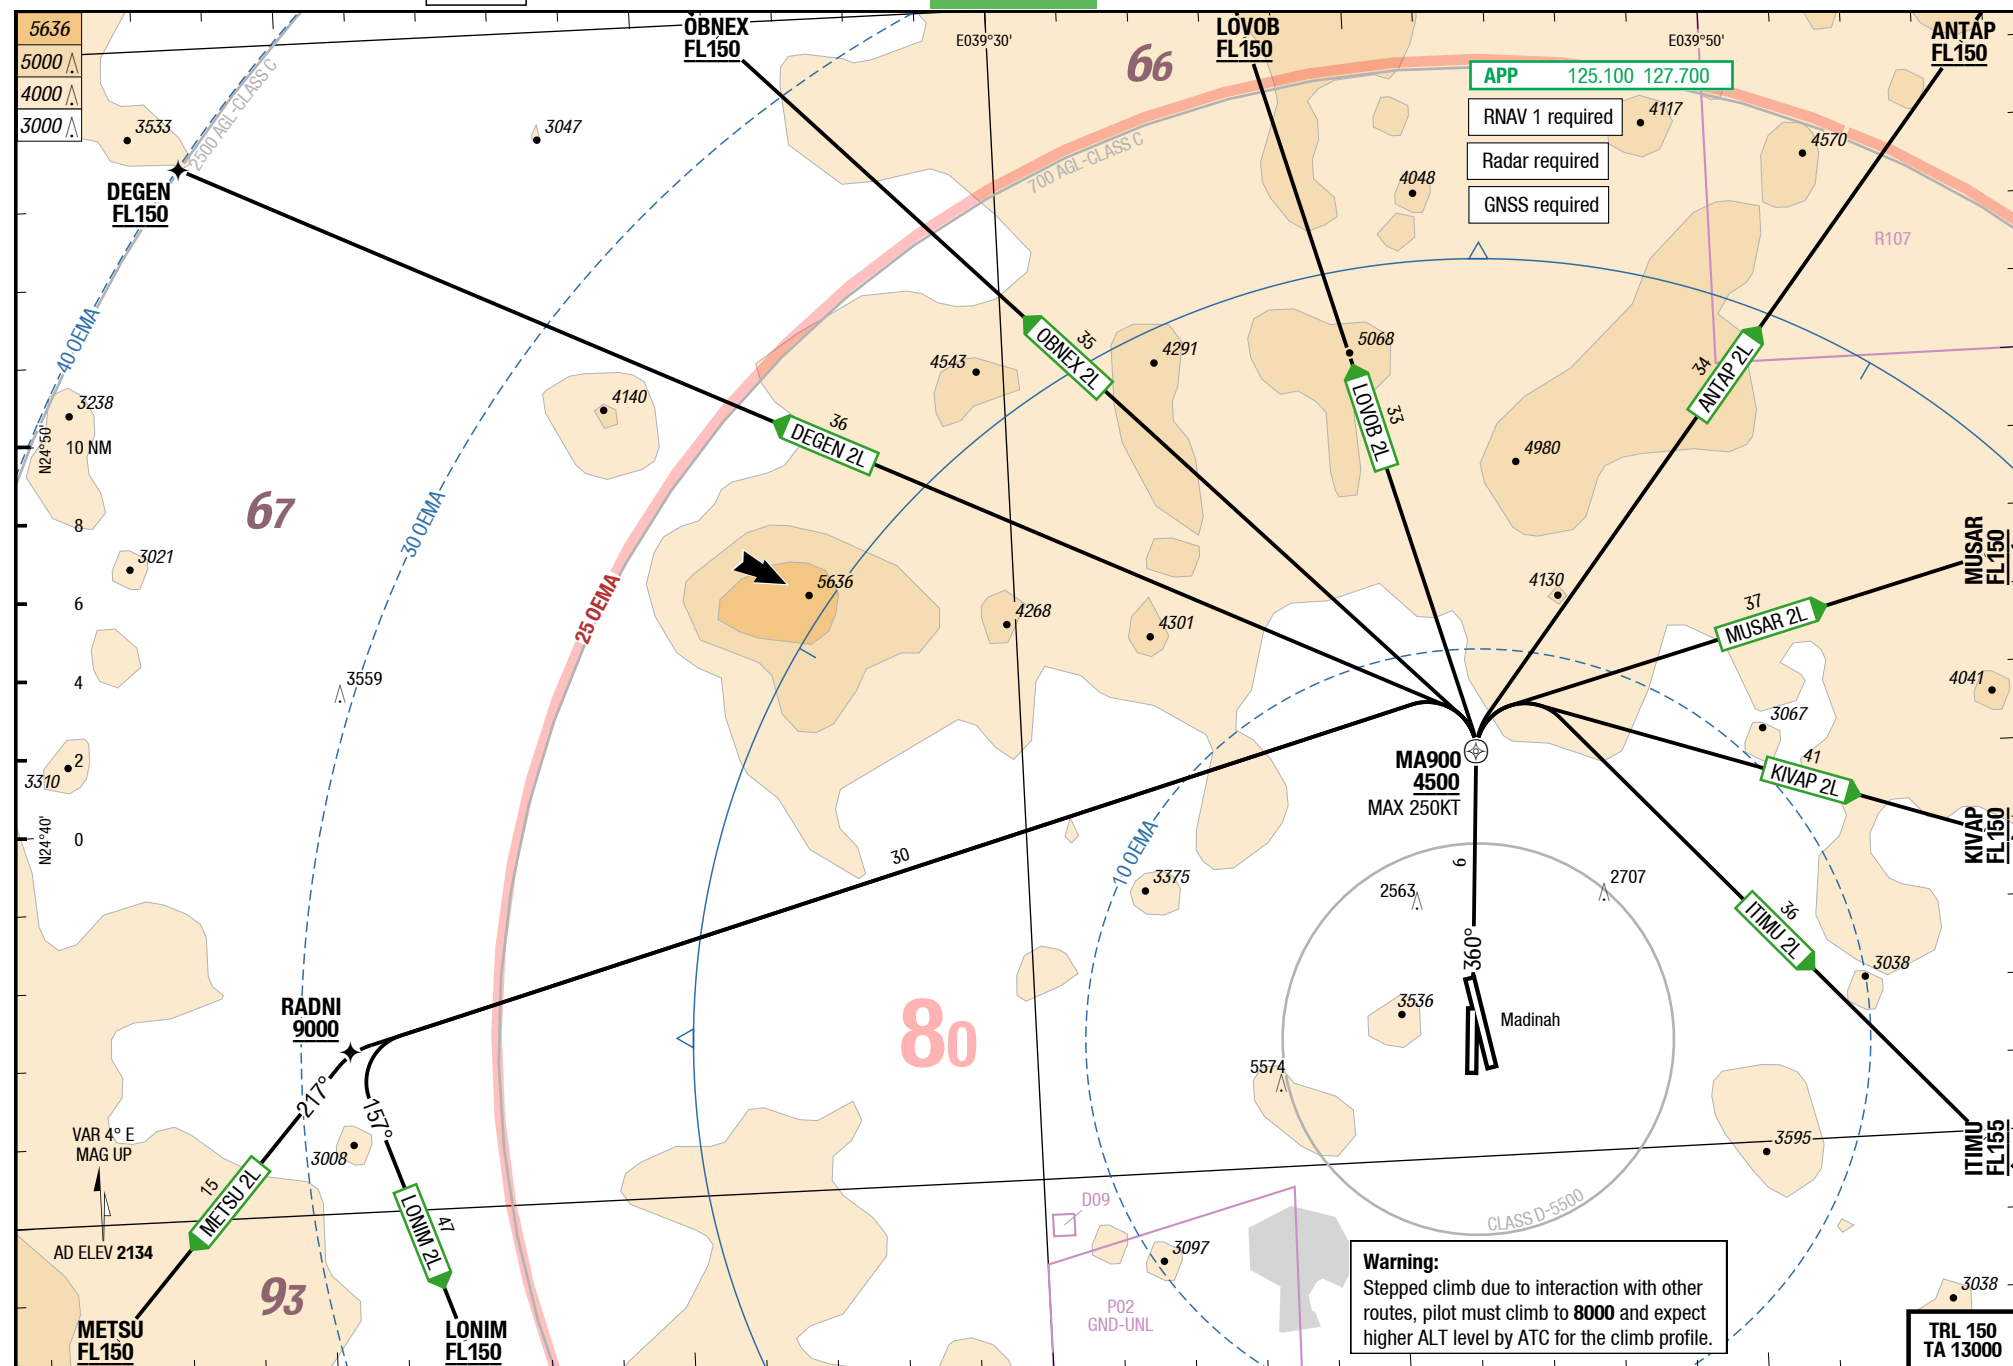 5636
5000
4000
3000
OBNEX
FL150
E039°30'
66
LOVOB
FL150
E039°50'
ANTAP
FL150
APP 125.100 127.700
RNAV 1 required
Radar required
GNSS required
2500 AGL-CLASS C
700 AGL-CLASS C
3533
3047
4117
4570
4048
R107
DEGEN
FL150
40 OEMA
4543
35
OBNEX 2L
4291
5068
34
ANTAP 2L
3238
4140
36
DEGEN 2L
33
LOVOB 2L
4980
N24°50'
10 NM
67
8
30 OEMA
3021
6
25 OEMA
5636
4268
4301
4130
37
MUSAR 2L
MUSAR
FL150
4
3559
4041
3067
2
3310
MA900
4500
MAX 250KT
41
KIVAP 2L
KIVAP
FL150
N24°40'
0
30
10 OEMA
6
3375
2563
2707
36
ITIMU 2L
360°
3038
RADNI
9000
80
3536
Madinah
5574
217°
157°
VAR 4° E
MAG UP
3008
3595
ITIMU
FL155
15
METSU 2L
47
LONIM 2L
D09
CLASS D-5500
AD ELEV 2134
3097
93
P02
GND-UNL
Warning:
Stepped climb due to interaction with other
routes, pilot must climb to 8000 and expect
higher ALT level by ATC for the climb profile.
3038
METSU
FL150
LONIM
FL150
TRL 150
TA 13000